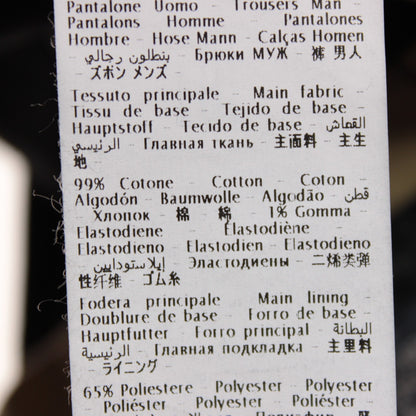 Pantalone Uomo - Trousers Man -
Pantalons Homme - Pantalones
Hombre - Hose Mann - Calças Homen
- بنطلون رجالي - Брюки МУЖ - 裤 男人
- ズボン メンズ -
Tessuto principale - Main fabric -
Tissu de base - Tejido de base -
Hauptstoff - Tecido de base - القماش
الرئيسي - Главная ткань - 主面料 - 主生
地 -
99% Cotone - Cotton - Coton -
Algodón - Baumwolle - Algodão - قطن
- Хлопок - 棉 - 綿 1% Gomma -
Elastodiene - Élastodiène -
Elastodieno - Elastodien - Elastodieno
- إيلاستودايين - Эластодиены - 二烯类弹
性纤维 - ゴム糸
Fodera principale - Main lining -
Doublure de base - Forro de base -
Hauptfutter - Forro principal - البطانة
الرئيسية - Главная подкладка - 主里料
- ライニング -
65% Poliestere - Polyester - Polyester
- Poliéster - Polyester - Poliéster -